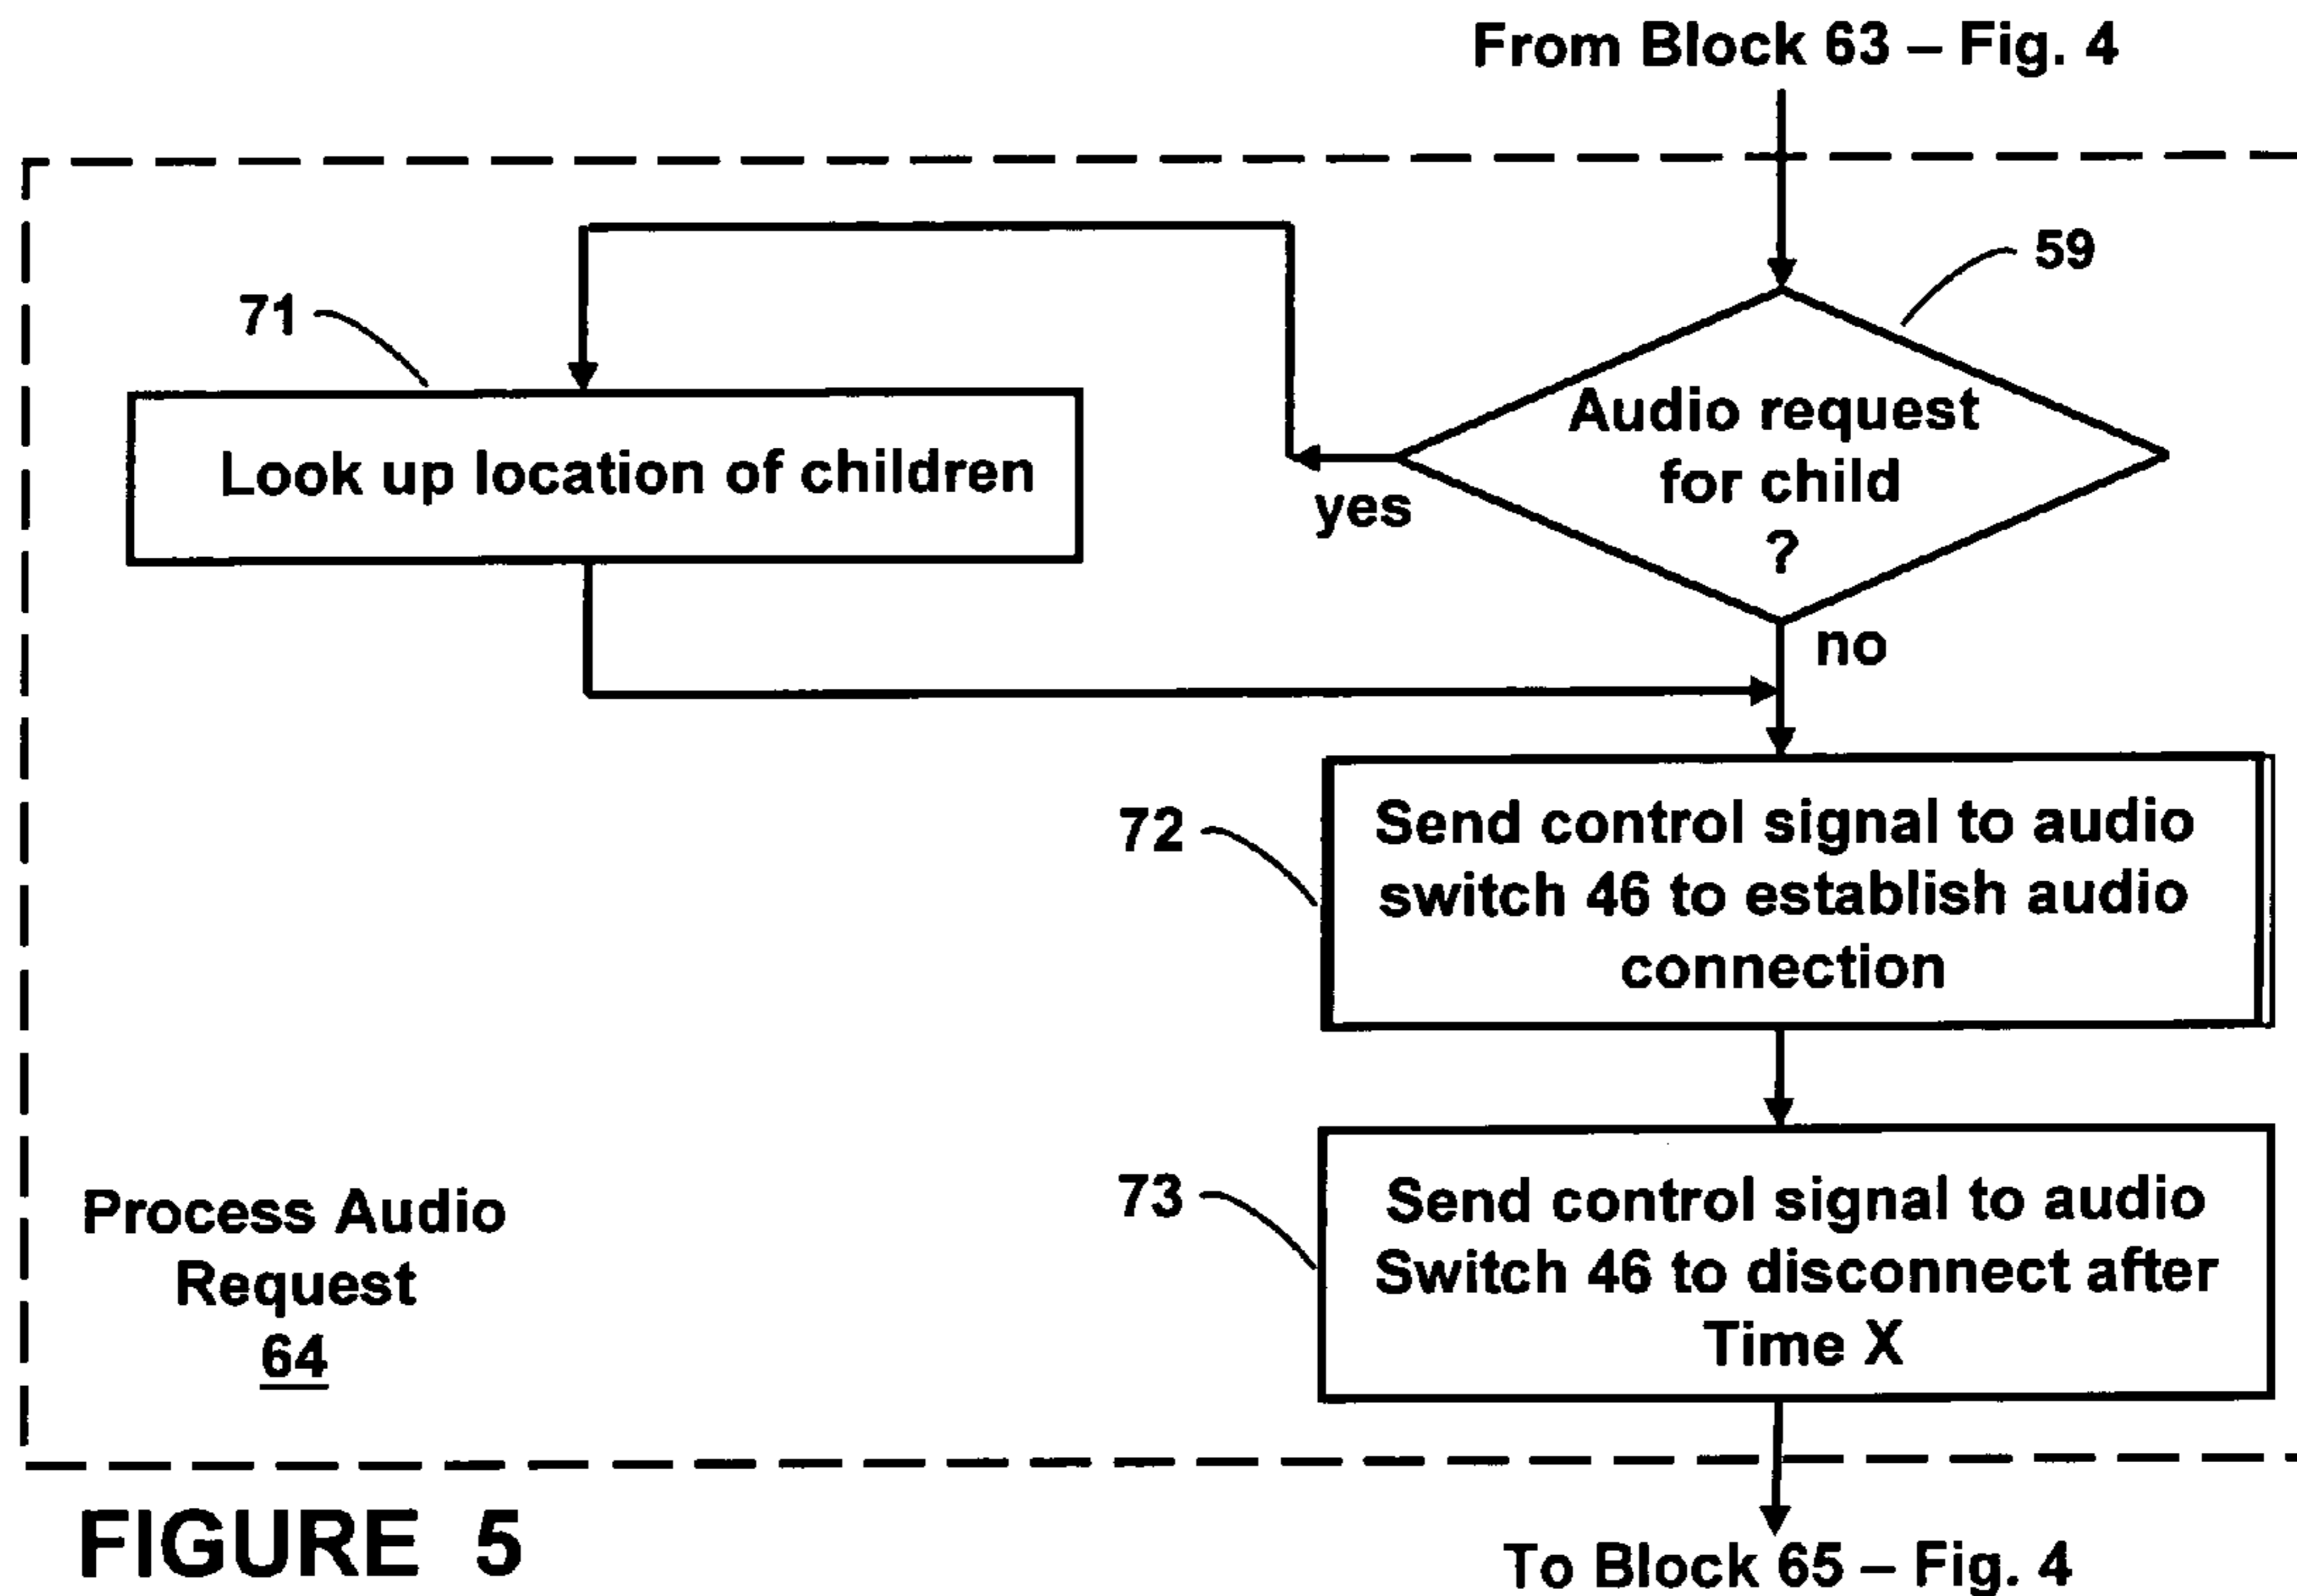 From Block 63 – Fig. 4
59
71
Audio request
for child
?
Look up location of children
yes
no
72
Send control signal to audio
switch 46 to establish audio
connection
73
Send control signal to audio
Switch 46 to disconnect after
Time X
Process Audio
Request
64
FIGURE 5
To Block 65 – Fig. 4